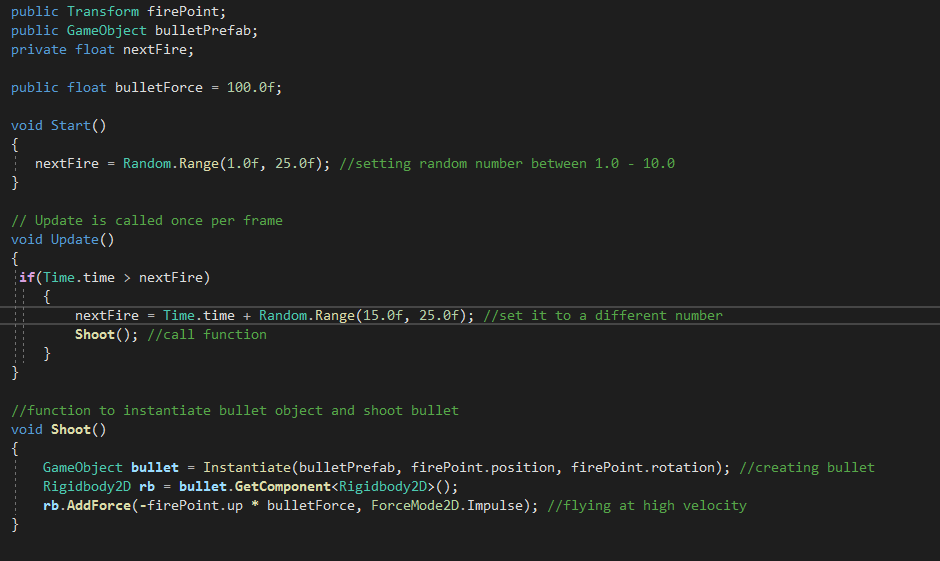 public Transform firePoint;
public GameObject bulletPrefab;
private float nextFire;
public float bulletForce = 100.0f;
void Start()
{
nextFire = Random.Range(1.0f, 25.0f); //setting random number between 1.0 - 10.0
}
// Update is called once per frame
void Update()
{
if(Time.time > nextFire)
{
nextFire = Time.time + Random.Range(15.0f, 25.0f); //set it to a different number
Shoot(); //call function
}
}
//function to instantiate bullet object and shoot bullet
void Shoot()
{
GameObject bullet = Instantiate(bulletPrefab, firePoint.position, firePoint.rotation); //creating bullet
Rigidbody2D rb = bullet.GetComponent<Rigidbody2D>();
rb.AddForce(-firePoint.up * bulletForce, ForceMode2D.Impulse); //flying at high velocity
}